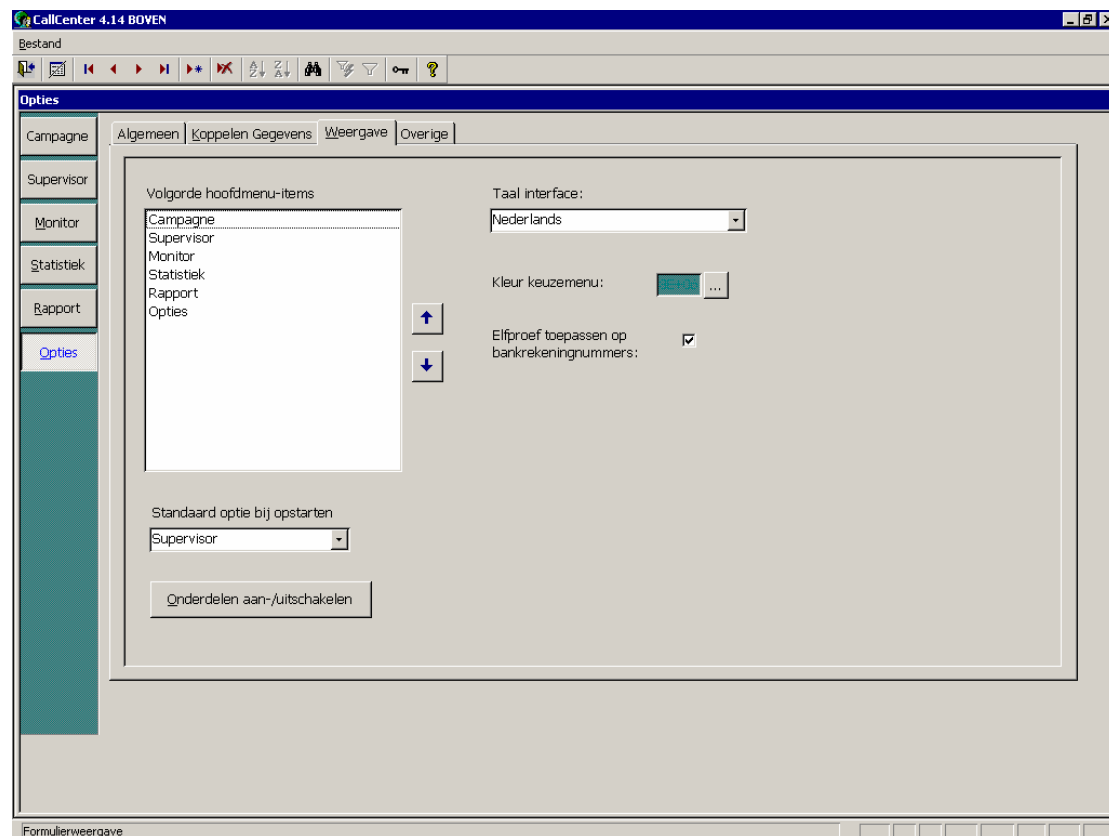 CallCenter 4.14 BOVEN
Bestand
Opties
Campagne
Supervisor
Monitor
Statistiek
Rapport
Opties
Algemeen
Koppelen Gegevens
Weergave
Overige
Volgorde hoofdmenu-items
Campagne
Supervisor
Monitor
Statistiek
Rapport
Opties
Standaard optie bij opstarten
Supervisor
Onderdelen aan-/uitschakelen
Taal interface:
Nederlands
Kleur keuzemenu:
...
Elfproef toepassen op
bankrekeningnummers:
Formulierweergave